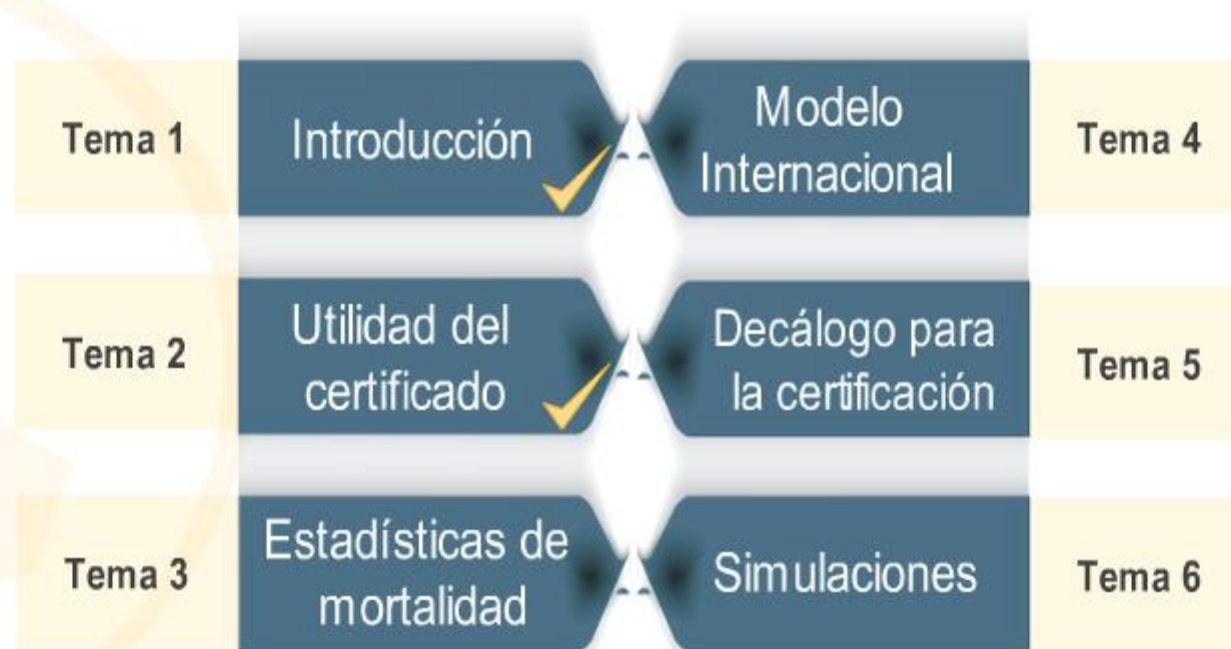 Tema 1
Introducción
Modelo
Internacional
Tema 4
Tema 2
Utilidad del
certificado
Decálogo para
la certificación
Tema 5
Tema 3
Estadísticas de
mortalidad
Simulaciones
Tema 6